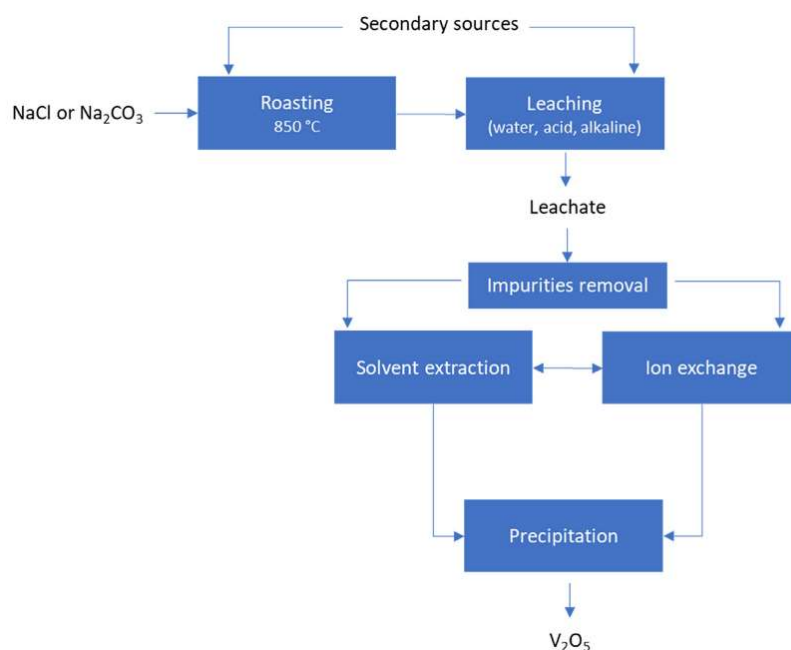 Secondary sources
NaCl or Na₂CO₃
Roasting
850 °C
Leaching
(water, acid, alkaline)
Leachate
Impurities removal
Solvent extraction
Ion exchange
Precipitation
V₂O₅